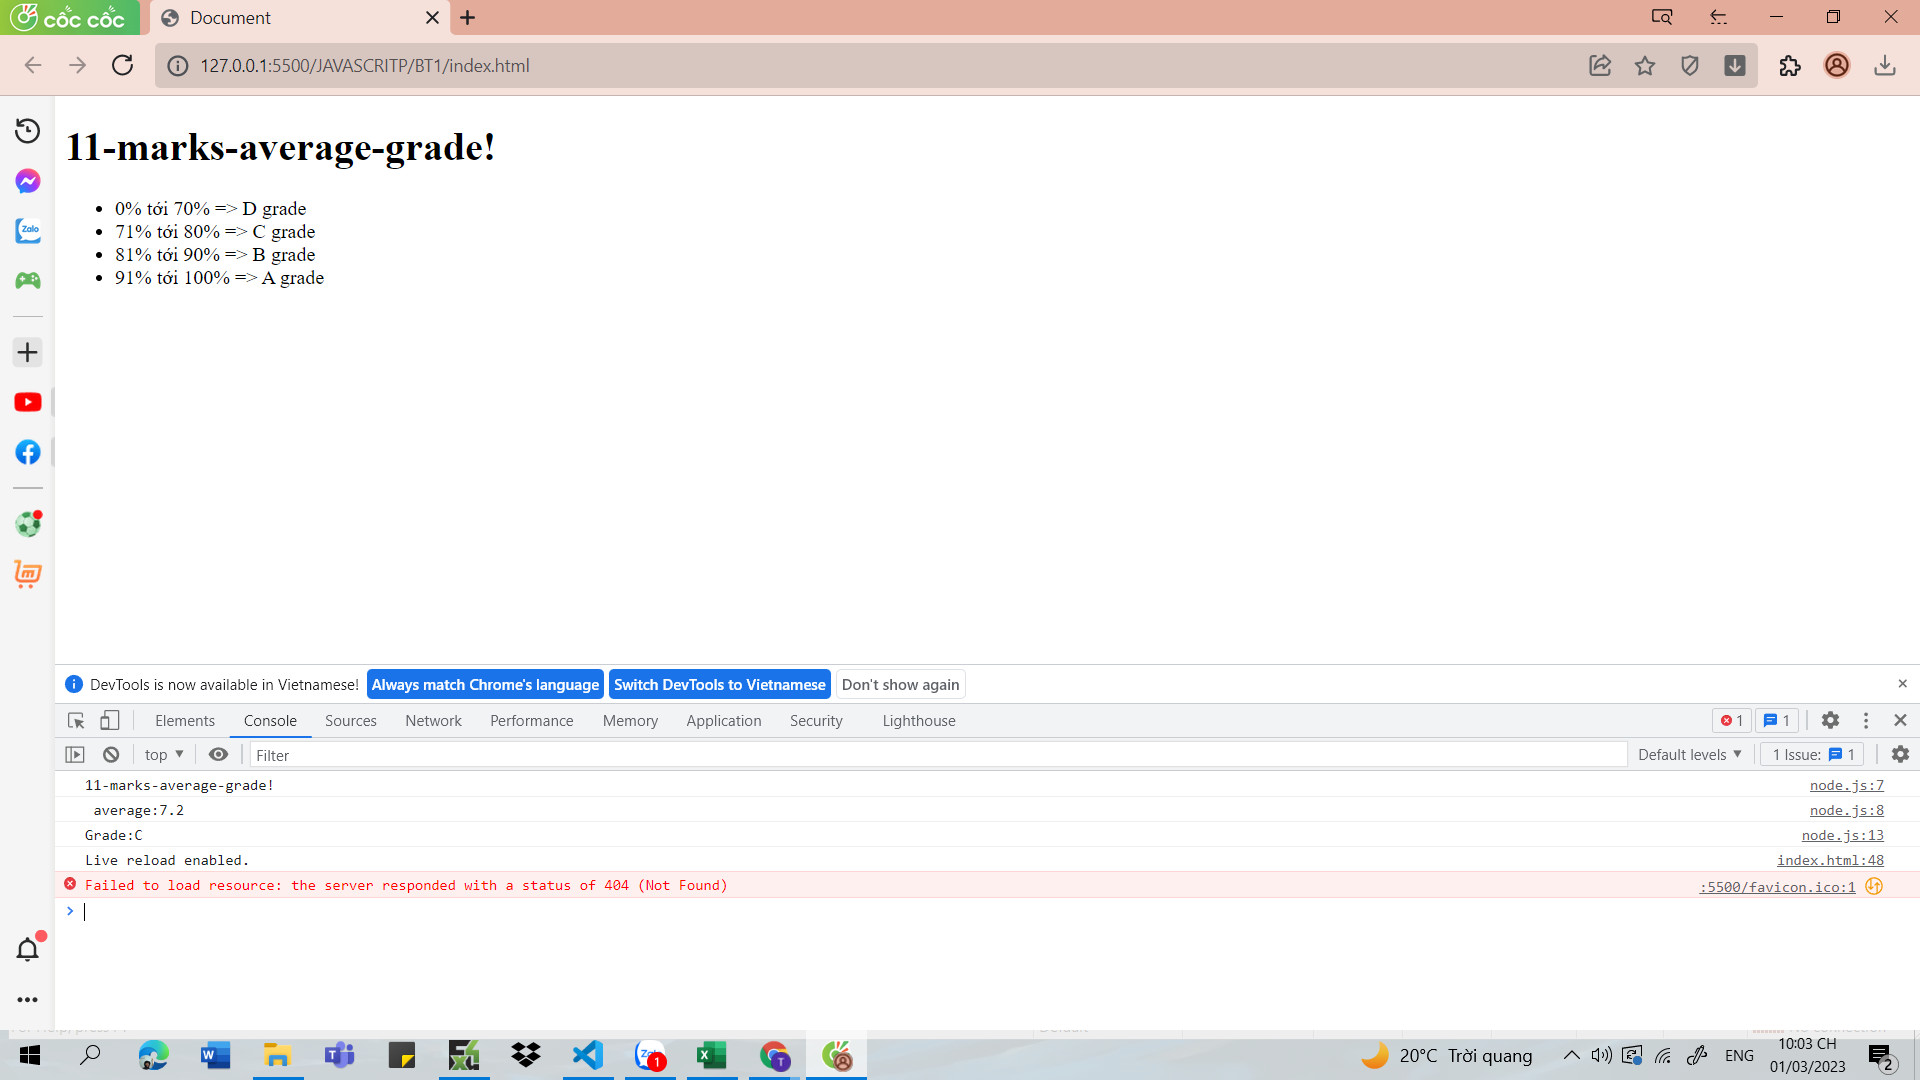 cốc cốc
Document
127.0.0.1:5500/JAVASCRITP/BT1/index.html
11-marks-average-grade!
0% tới 70% => D grade
71% tới 80% => C grade
81% tới 90% => B grade
91% tới 100% => A grade
Zalo
DevTools is now available in Vietnamese! Always match Chrome's language Switch DevTools to Vietnamese Don't show again
Elements Console Sources Network Performance Memory Application Security Lighthouse 1 1
top Filter Default levels 1 Issue: 1
11-marks-average-grade! node.js:7
average:7.2 node.js:8
Grade:C node.js:13
Live reload enabled. index.html:48
Failed to load resource: the server responded with a status of 404 (Not Found) :5500/favicon.ico:1
20°C Trời quang ENG
10:03 CH
01/03/2023
2